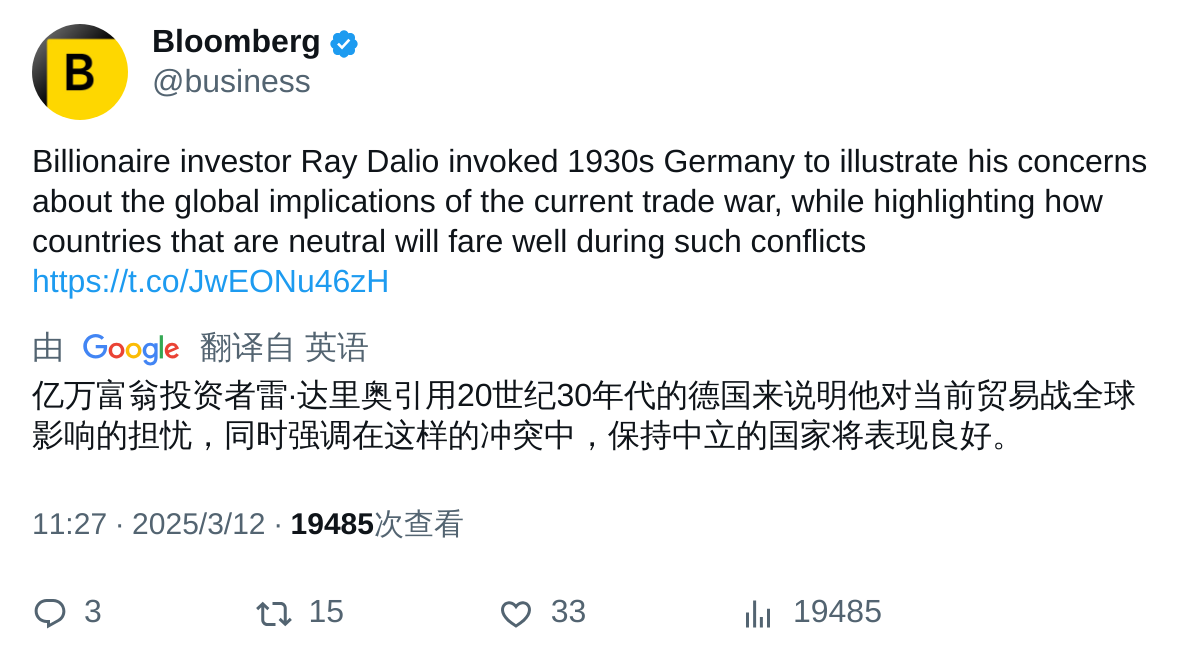 B
Bloomberg
@business
Billionaire investor Ray Dalio invoked 1930s Germany to illustrate his concerns
about the global implications of the current trade war, while highlighting how
countries that are neutral will fare well during such conflicts
https://t.co/JwEONu46zH
由 Google 翻译自 英语
亿万富翁投资者雷·达里奥引用20世纪30年代的德国来说明他对当前贸易战全球
影响的担忧，同时强调在这样的冲突中，保持中立的国家将表现良好。
11:27 · 2025/3/12 · 19485次查看
3 15 33 19485